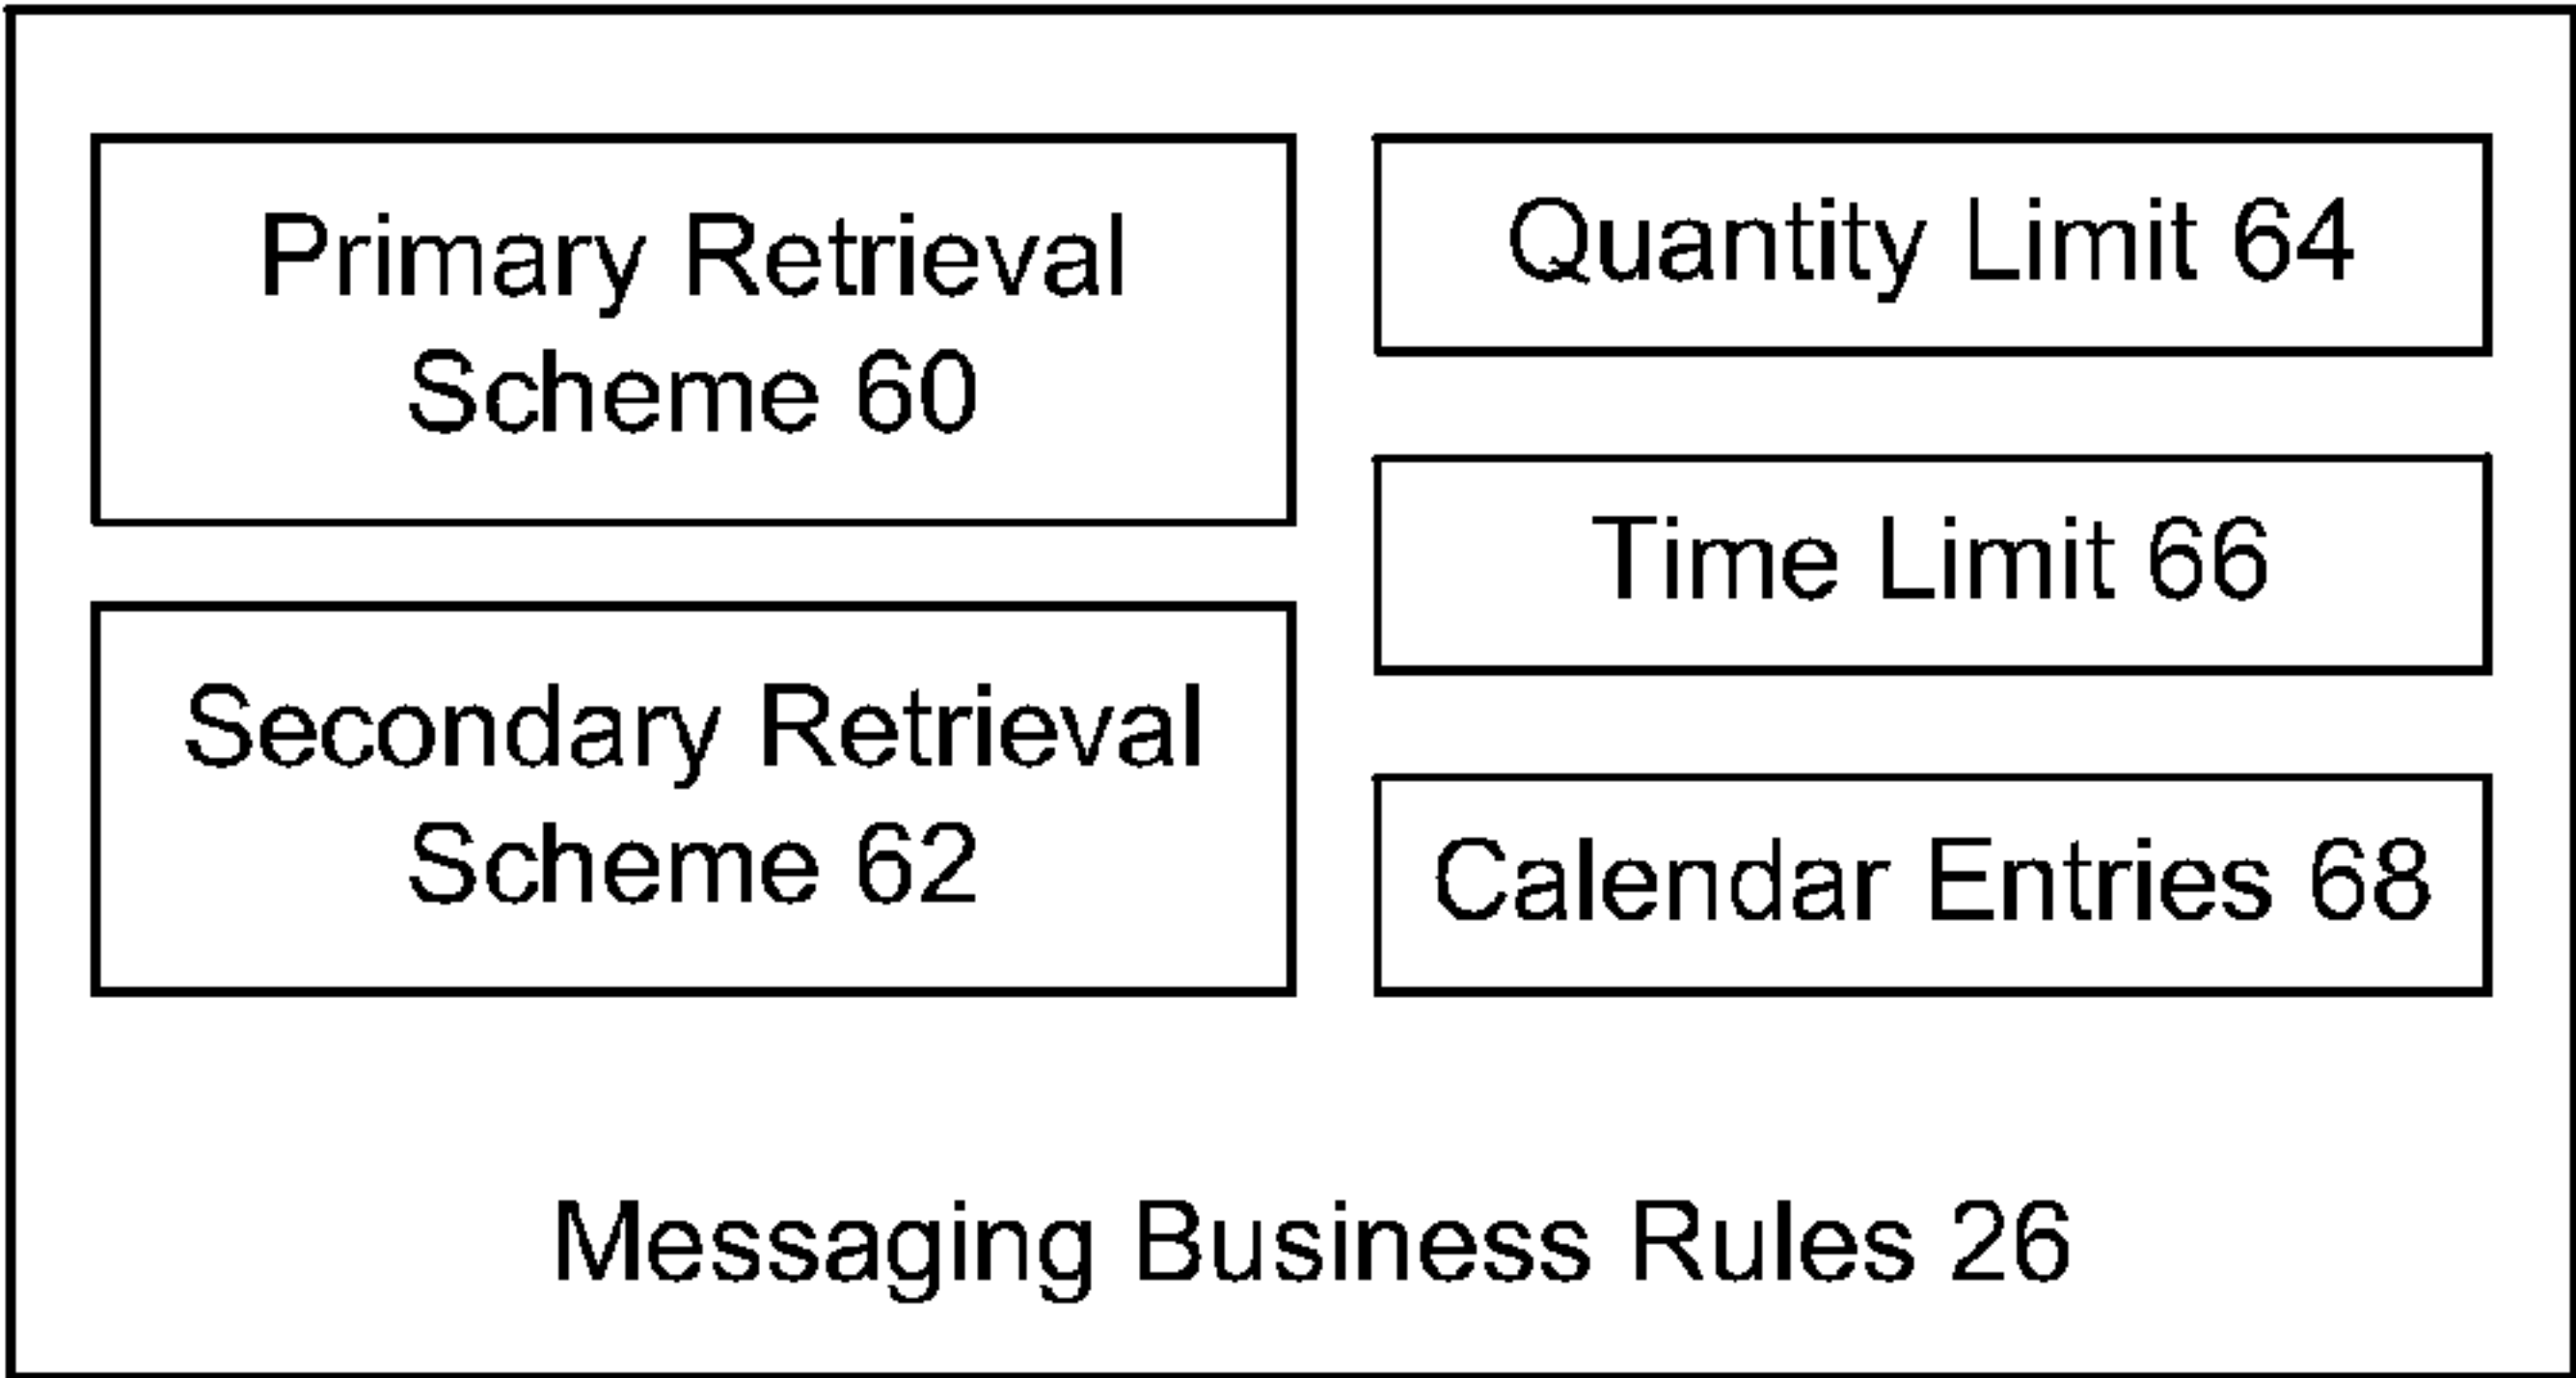 Primary Retrieval
Scheme 60
Secondary Retrieval
Scheme 62
Quantity Limit 64
Time Limit 66
Calendar Entries 68
Messaging Business Rules 26